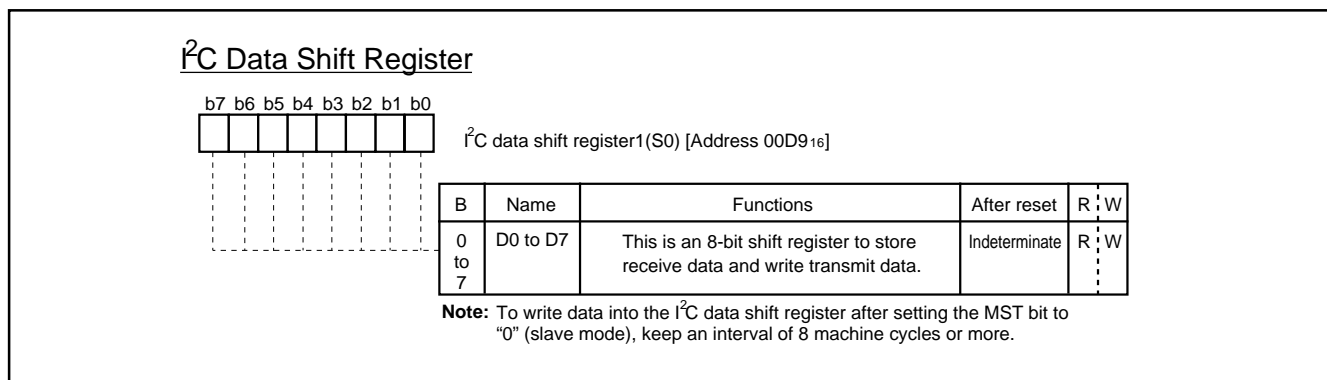 I²C Data Shift Register
b7 b6 b5 b4 b3 b2 b1 b0
I²C data shift register1(S0) [Address 00D9₁₆]
B Name Functions After reset R W
0 to 7 D0 to D7 This is an 8-bit shift register to store Indeterminate R W
receive data and write transmit data.
Note: To write data into the I²C data shift register after setting the MST bit to
“0” (slave mode), keep an interval of 8 machine cycles or more.